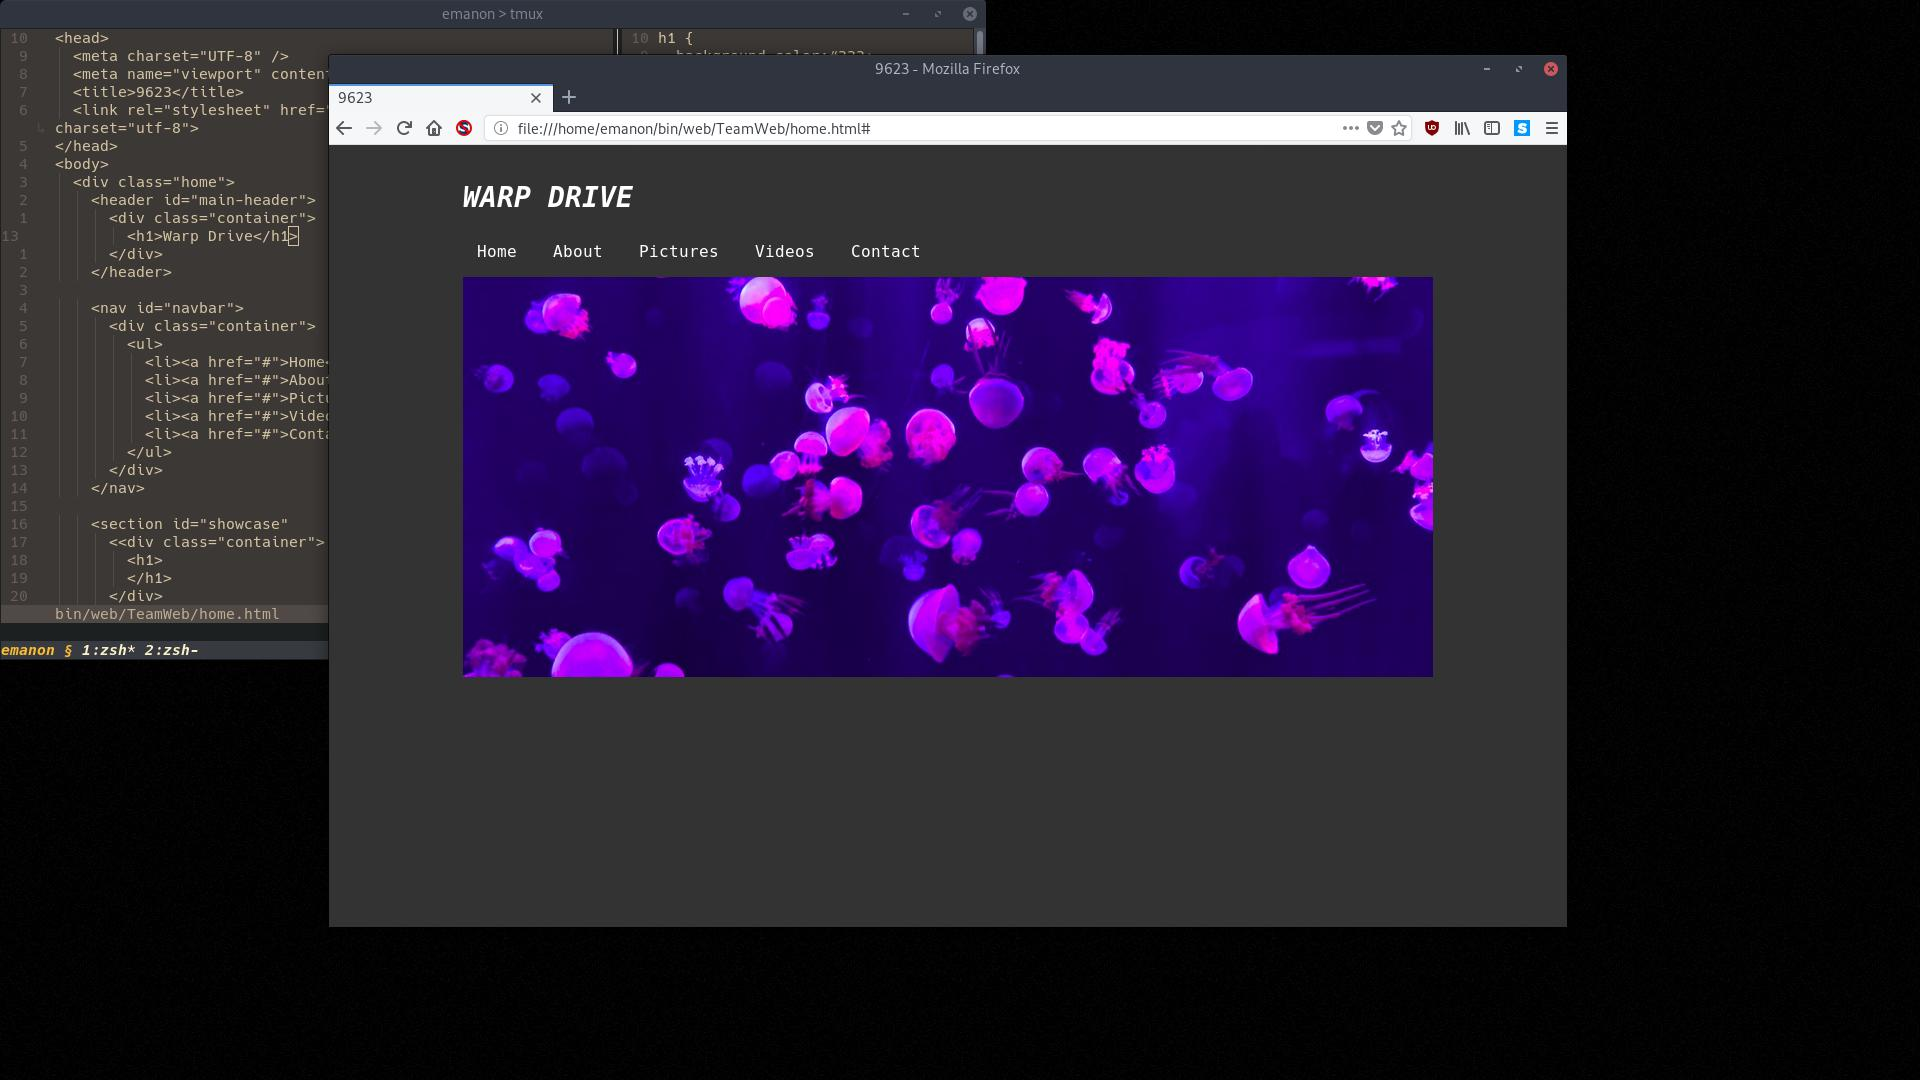 emanon > tmux
10 <head>
9 <meta charset="UTF-8" />
8 <meta name="viewport" conten
7 <title>9623</title>
6 <link rel="stylesheet" href="
charset="utf-8">
5 </head>
4 <body>
3 <div class="home">
2 <header id="main-header">
1 <div class="container">
13 <h1>Warp Drive</h1>
1 </div>
2 </header>
3
4 <nav id="navbar">
5 <div class="container">
6 <ul>
7 <li><a href="#">Home<
8 <li><a href="#">About
9 <li><a href="#">Pictu
10 <li><a href="#">Video
11 <li><a href="#">Conta
12 </ul>
13 </div>
14 </nav>
15
16 <section id="showcase"
17 <<div class="container">
18 <h1>
19 </h1>
20 </div>
bin/web/TeamWeb/home.html
emanon § 1:zsh* 2:zsh-
10 h1 {
9623 - Mozilla Firefox
9623
file:///home/emanon/bin/web/TeamWeb/home.html#
WARP DRIVE
Home About Pictures Videos Contact